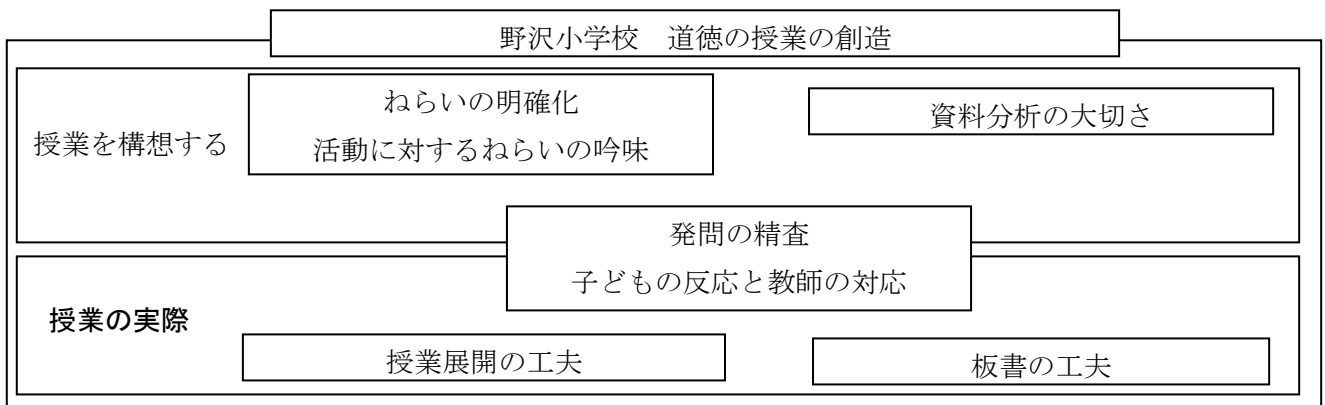 野沢小学校　道徳の授業の創造
ねらいの明確化
活動に対するねらいの吟味
資料分析の大切さ
授業を構想する
発問の精査
子どもの反応と教師の対応
授業の実際
授業展開の工夫
板書の工夫